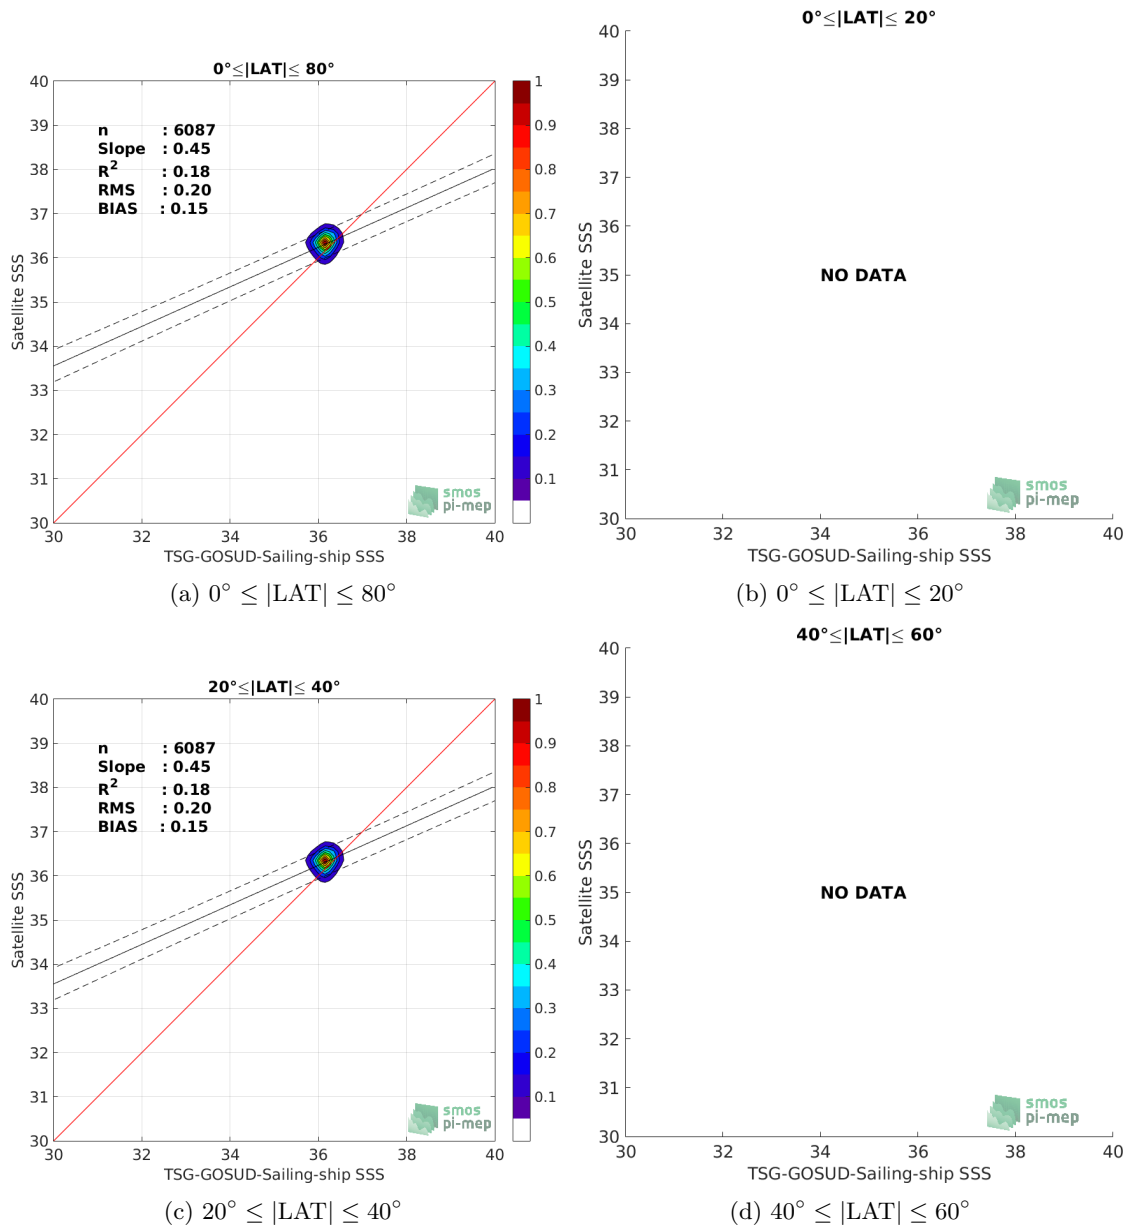 0°≤|LAT|≤ 80°
40
39
38
37
36
35
34
33
32
31
30
Satellite SSS
n : 6087
Slope : 0.45
R² : 0.18
RMS : 0.20
BIAS : 0.15
smos
pi-mep
30 32 34 36 38 40
TSG-GOSUD-Sailing-ship SSS
1
0.9
0.8
0.7
0.6
0.5
0.4
0.3
0.2
0.1
(a) 0° ≤ |LAT| ≤ 80°
0°≤|LAT|≤ 20°
40
39
38
37
36
35
34
33
32
31
30
Satellite SSS
NO DATA
smos
pi-mep
30 32 34 36 38 40
TSG-GOSUD-Sailing-ship SSS
(b) 0° ≤ |LAT| ≤ 20°
20°≤|LAT|≤ 40°
40
39
38
37
36
35
34
33
32
31
30
Satellite SSS
n : 6087
Slope : 0.45
R² : 0.18
RMS : 0.20
BIAS : 0.15
smos
pi-mep
30 32 34 36 38 40
TSG-GOSUD-Sailing-ship SSS
1
0.9
0.8
0.7
0.6
0.5
0.4
0.3
0.2
0.1
(c) 20° ≤ |LAT| ≤ 40°
40°≤|LAT|≤ 60°
40
39
38
37
36
35
34
33
32
31
30
Satellite SSS
NO DATA
smos
pi-mep
30 32 34 36 38 40
TSG-GOSUD-Sailing-ship SSS
(d) 40° ≤ |LAT| ≤ 60°